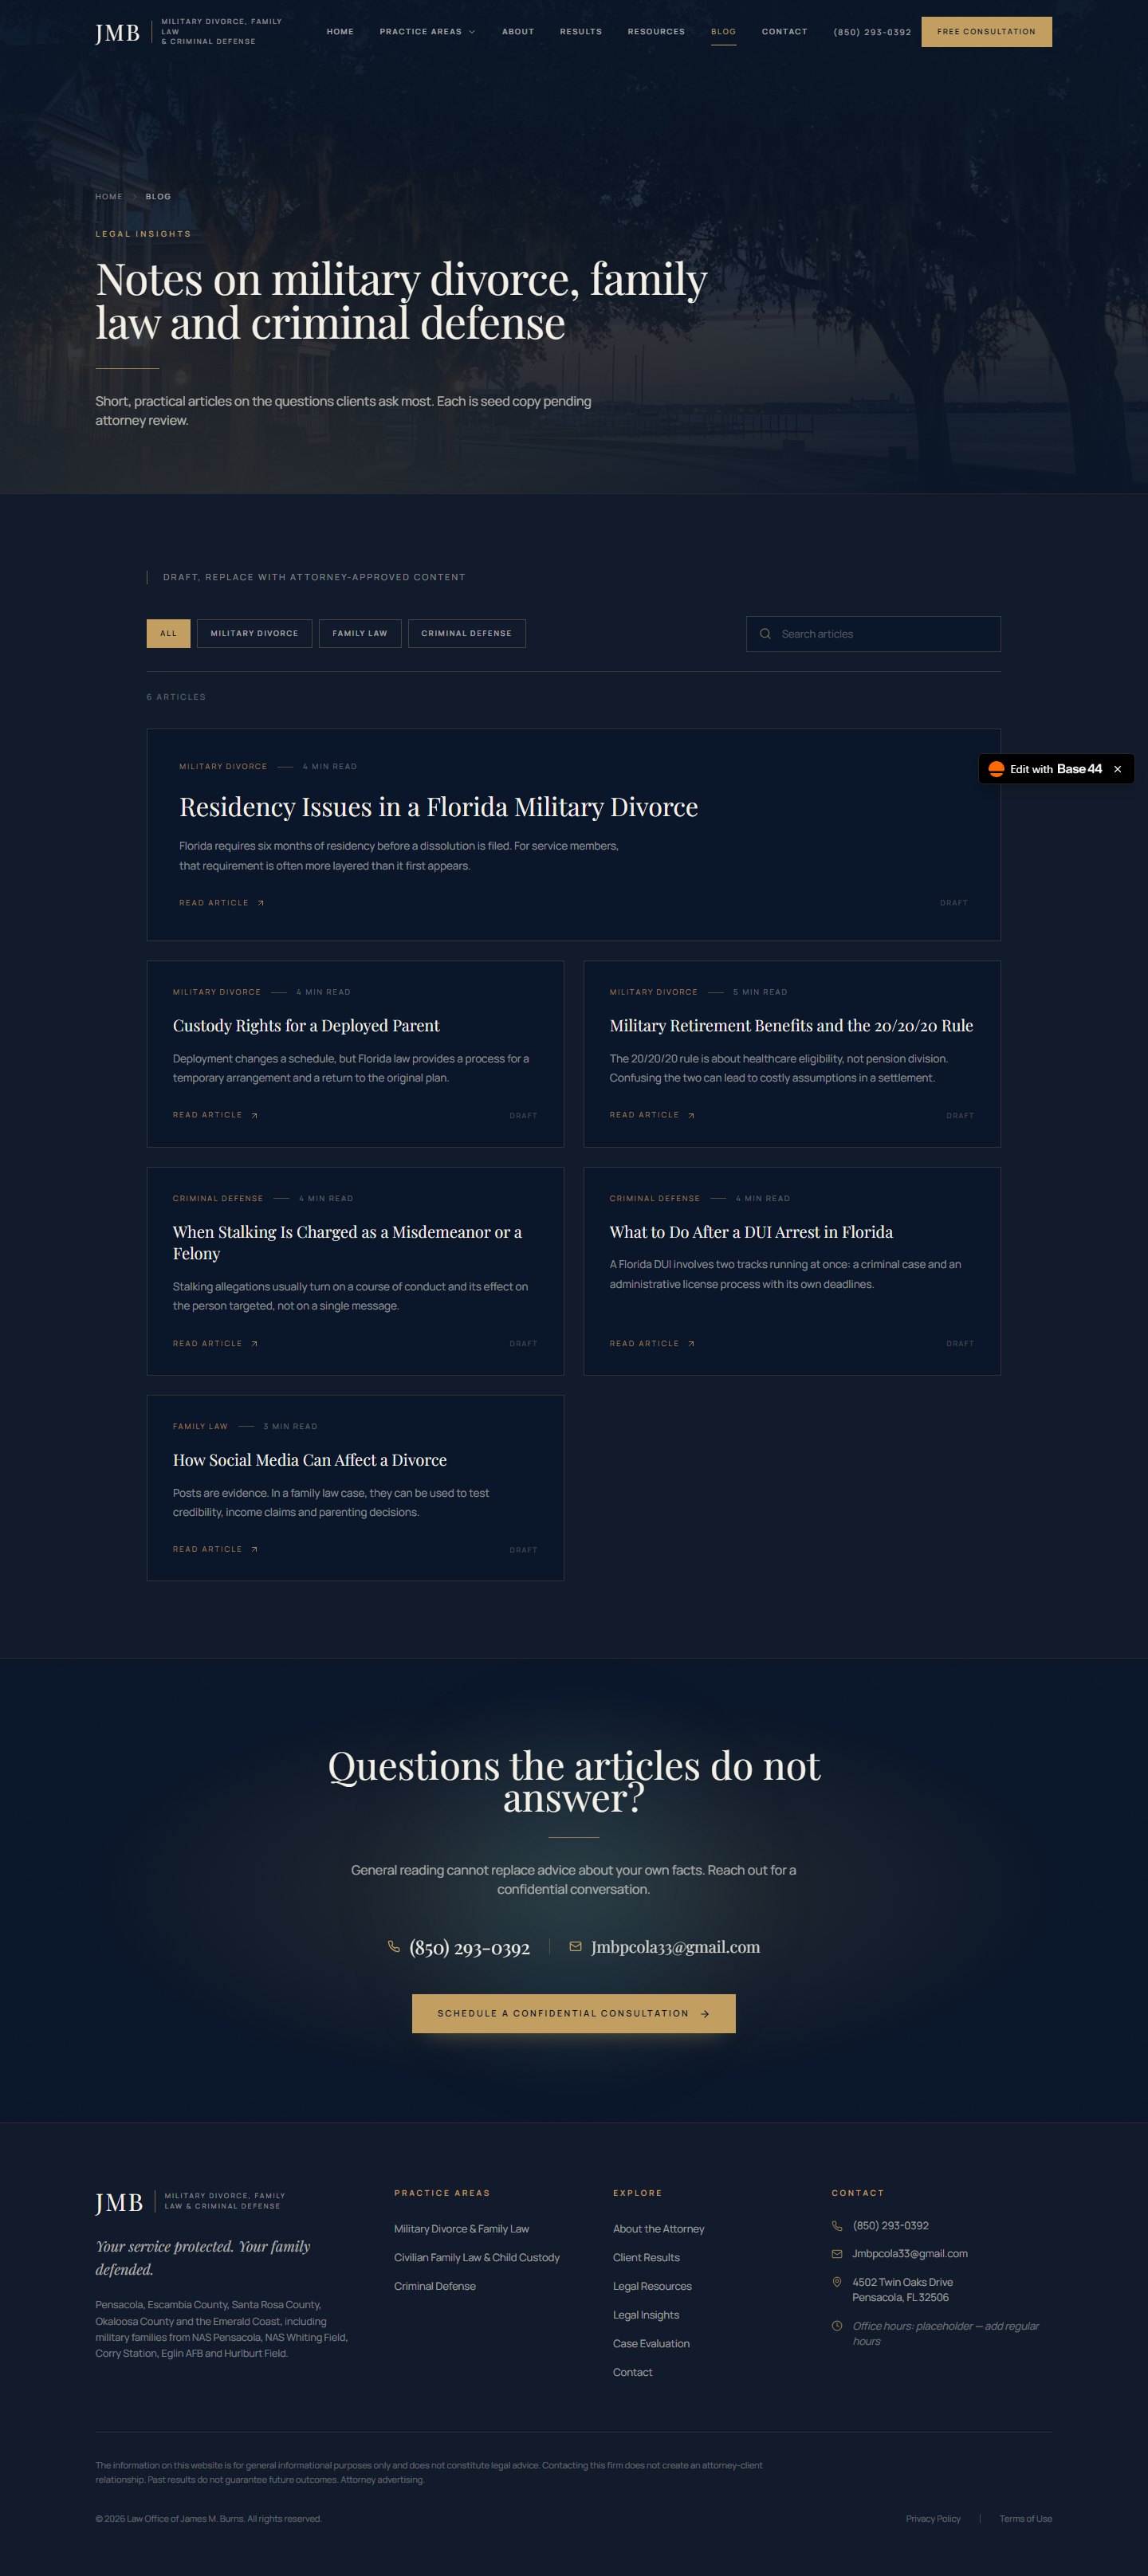 JMB
MILITARY DIVORCE, FAMILY
LAW
& CRIMINAL DEFENSE
HOME
PRACTICE AREAS
ABOUT
RESULTS
RESOURCES
BLOG
CONTACT
(850) 293-0392
FREE CONSULTATION
HOME
BLOG
LEGAL INSIGHTS
Notes on military divorce, family
law and criminal defense
Short, practical articles on the questions clients ask most. Each is seed copy pending
attorney review.
DRAFT, REPLACE WITH ATTORNEY-APPROVED CONTENT
ALL
MILITARY DIVORCE
FAMILY LAW
CRIMINAL DEFENSE
Search articles
6 ARTICLES
MILITARY DIVORCE
4 MIN READ
Edit with Base44
Residency Issues in a Florida Military Divorce
Florida requires six months of residency before a dissolution is filed. For service members,
that requirement is often more layered than it first appears.
READ ARTICLE
DRAFT
MILITARY DIVORCE
4 MIN READ
Custody Rights for a Deployed Parent
Deployment changes a schedule, but Florida law provides a process for a
temporary arrangement and a return to the original plan.
READ ARTICLE
DRAFT
MILITARY DIVORCE
5 MIN READ
Military Retirement Benefits and the 20/20/20 Rule
The 20/20/20 rule is about healthcare eligibility, not pension division.
Confusing the two can lead to costly assumptions in a settlement.
READ ARTICLE
DRAFT
CRIMINAL DEFENSE
4 MIN READ
When Stalking Is Charged as a Misdemeanor or a
Felony
Stalking allegations usually turn on a course of conduct and its effect on
the person targeted, not on a single message.
READ ARTICLE
DRAFT
CRIMINAL DEFENSE
4 MIN READ
What to Do After a DUI Arrest in Florida
A Florida DUI involves two tracks running at once: a criminal case and an
administrative license process with its own deadlines.
READ ARTICLE
DRAFT
FAMILY LAW
3 MIN READ
How Social Media Can Affect a Divorce
Posts are evidence. In a family law case, they can be used to test
credibility, income claims and parenting decisions.
READ ARTICLE
DRAFT
Questions the articles do not
answer?
General reading cannot replace advice about your own facts. Reach out for a
confidential conversation.
(850) 293-0392
Jmbpcola33@gmail.com
SCHEDULE A CONFIDENTIAL CONSULTATION
JMB
MILITARY DIVORCE, FAMILY
LAW & CRIMINAL DEFENSE
Your service protected. Your family
defended.
Pensacola, Escambia County, Santa Rosa County,
Okaloosa County and the Emerald Coast, including
military families from NAS Pensacola, NAS Whiting Field,
Corry Station, Eglin AFB and Hurlburt Field.
PRACTICE AREAS
Military Divorce & Family Law
Civilian Family Law & Child Custody
Criminal Defense
EXPLORE
About the Attorney
Client Results
Legal Resources
Legal Insights
Case Evaluation
Contact
CONTACT
(850) 293-0392
Jmbpcola33@gmail.com
4502 Twin Oaks Drive
Pensacola, FL 32506
Office hours: placeholder — add regular
hours
The information on this website is for general informational purposes only and does not constitute legal advice. Contacting this firm does not create an attorney-client
relationship. Past results do not guarantee future outcomes. Attorney advertising.
© 2026 Law Office of James M. Burns. All rights reserved.
Privacy Policy
Terms of Use